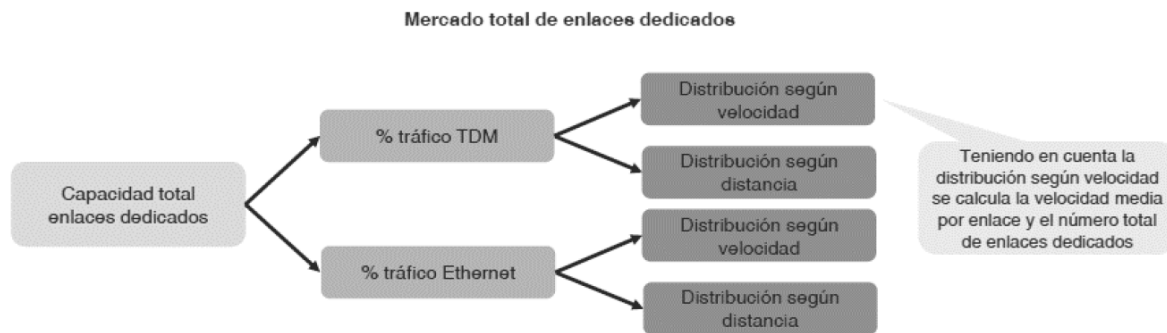 Mercado total de enlaces dedicados
Distribución según
velocidad
% tráfico TDM
Distribución según
distancia
Capacidad total
enlaces dedicados
Distribución según
velocidad
% tráfico Ethernet
Distribución según
distancia
Teniendo en cuenta la
distribución según velocidad
se calcula la velocidad media
por enlace y el número total
de enlaces dedicados